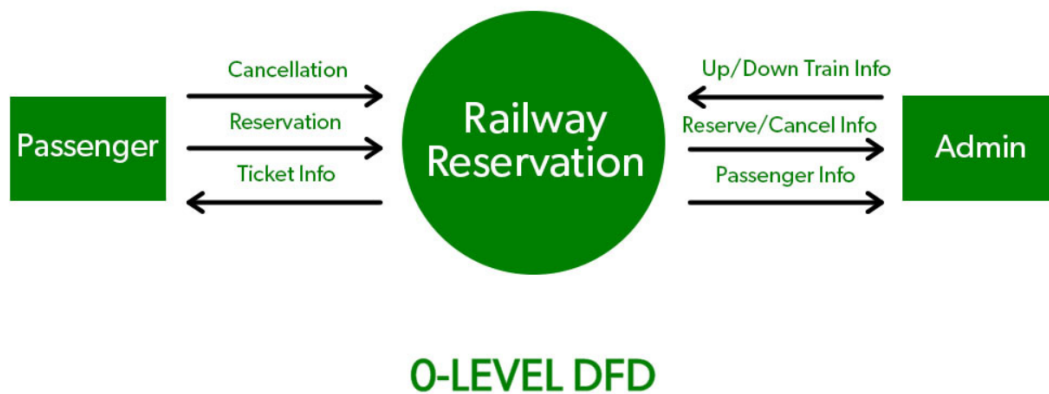 Cancellation
Reservation
Ticket Info
Passenger
Railway
Reservation
Up/Down Train Info
Reserve/Cancel Info
Passenger Info
Admin
0-LEVEL DFD